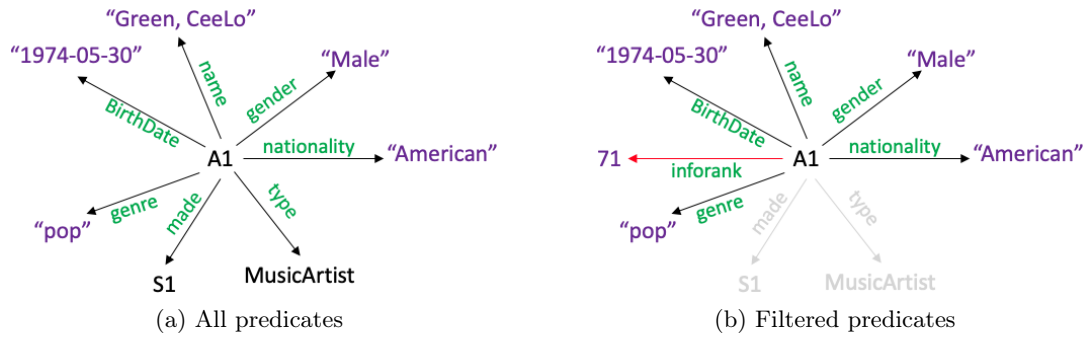 “Green, CeeLo”
“1974-05-30”
“Male”
name
gender
BirthDate
A1
nationality
“American”
genre
made
type
“pop”
S1
MusicArtist
(a) All predicates
“Green, CeeLo”
“1974-05-30”
“Male”
name
gender
BirthDate
71
A1
nationality
“American”
inforank
genre
made
type
“pop”
S1
MusicArtist
(b) Filtered predicates